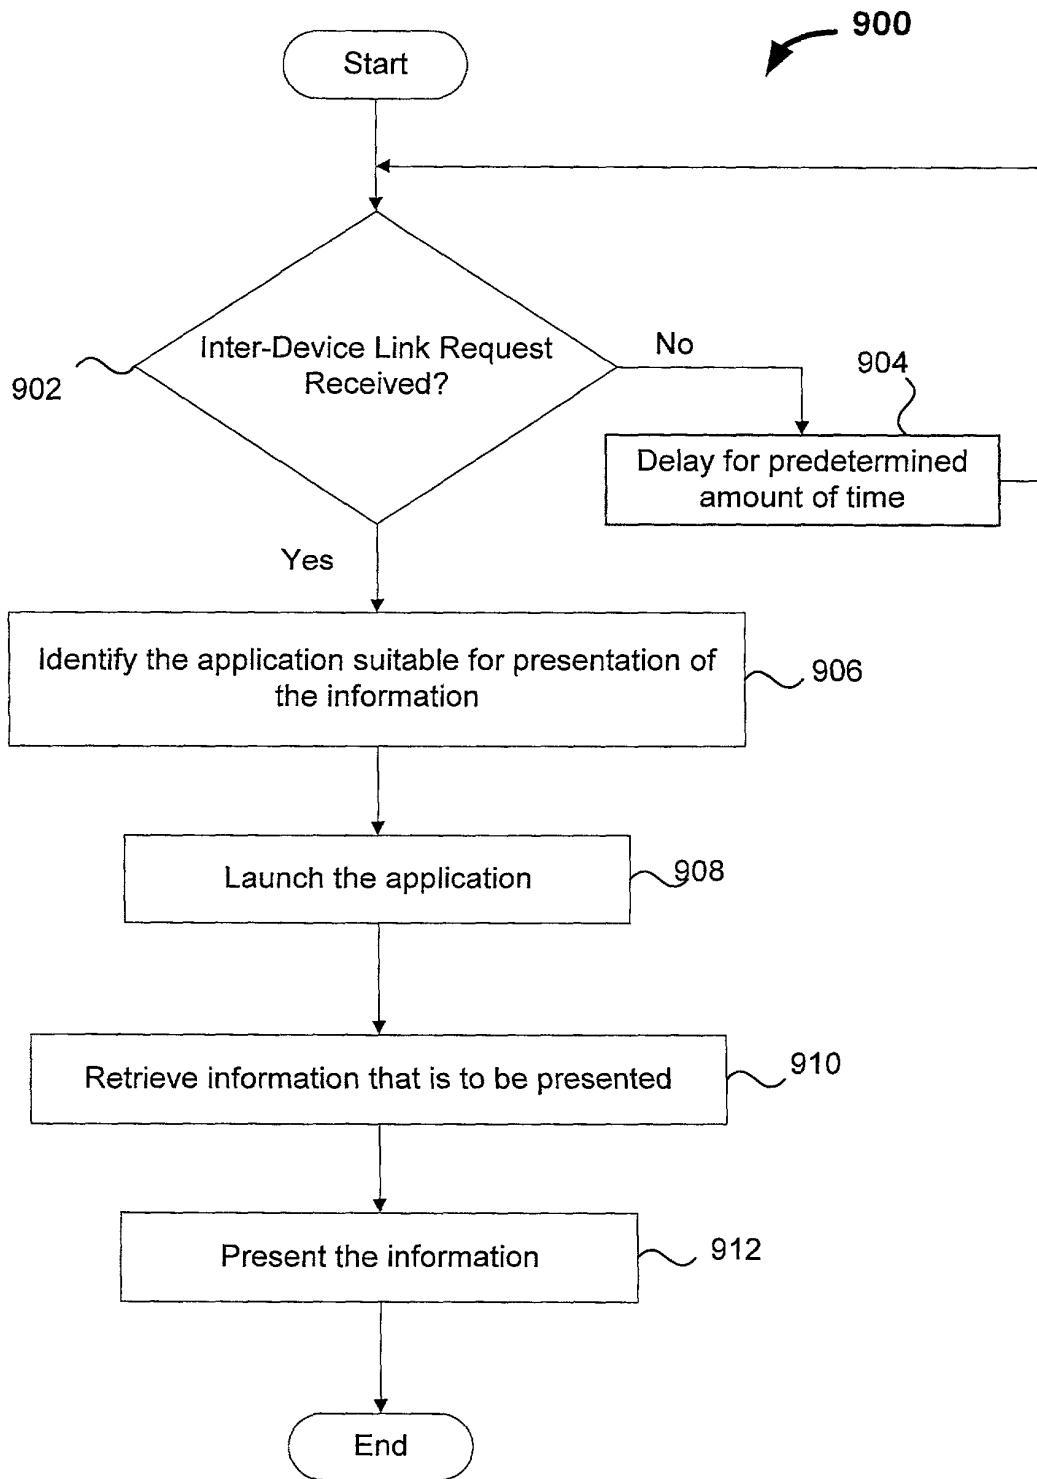 900
Start
Inter-Device Link Request
Received?
No
902
904
Delay for predetermined
amount of time
Yes
Identify the application suitable for presentation of
the information
906
Launch the application
908
Retrieve information that is to be presented
910
Present the information
912
End